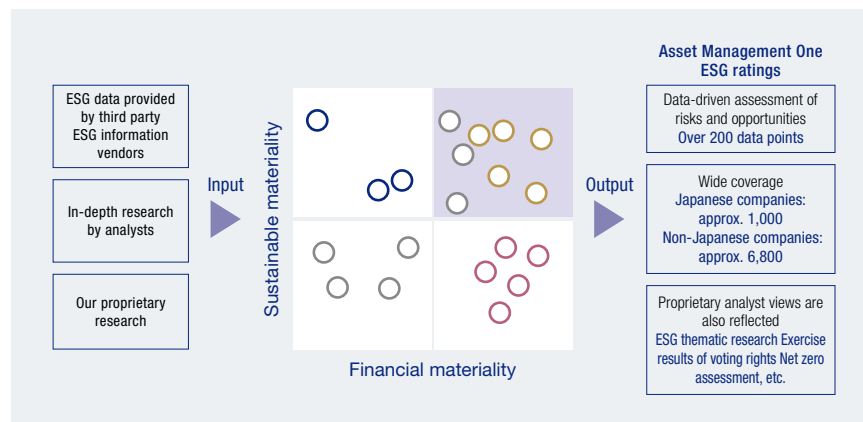 ESG data provided
by third party
ESG information
vendors
In-depth research
by analysts
Our proprietary
research
Input
Sustainable materiality
Financial materiality
Output
Asset Management One
ESG ratings
Data-driven assessment of
risks and opportunities
Over 200 data points
Wide coverage
Japanese companies:
approx. 1,000
Non-Japanese companies:
approx. 6,800
Proprietary analyst views are
also reflected
ESG thematic research Exercise
results of voting rights Net zero
assessment, etc.